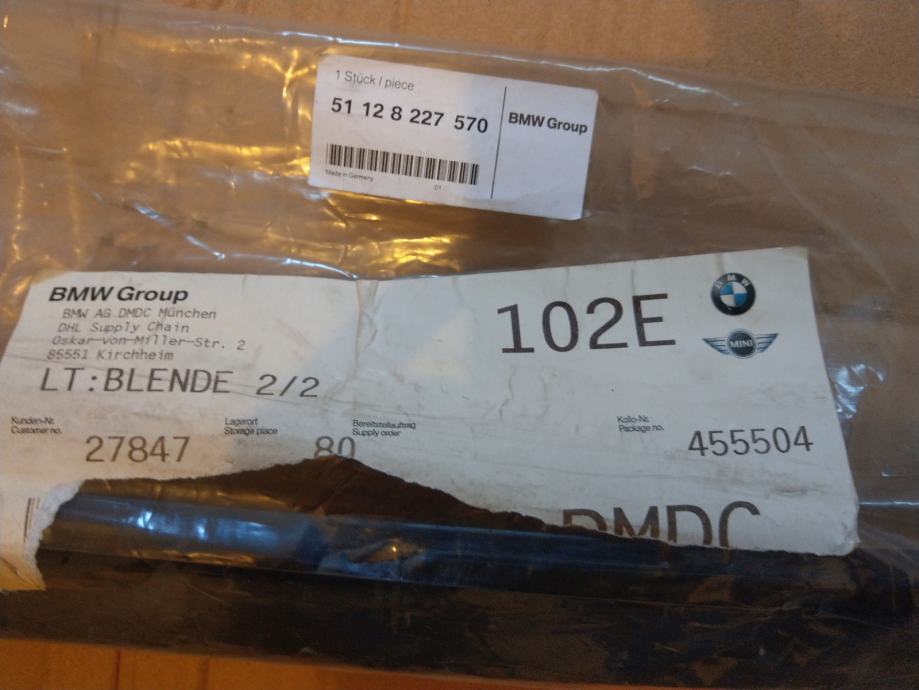 1 Stück / piece
51 12 8 227 570
BMW Group
Made in Germany
01
BMW Group
BMW AG DMDC München
DHL Supply Chain
Oskar-von-Miller-Str. 2
85551 Kirchheim
102E
BMW
MINI
LT:BLENDE 2/2
Kunden-Nr.
Customer no.
27847
Lagerort
Storage place
80
Bereitstellauftrag
Supply order
Kollo-Nr.
Package no.
455504
DMDC